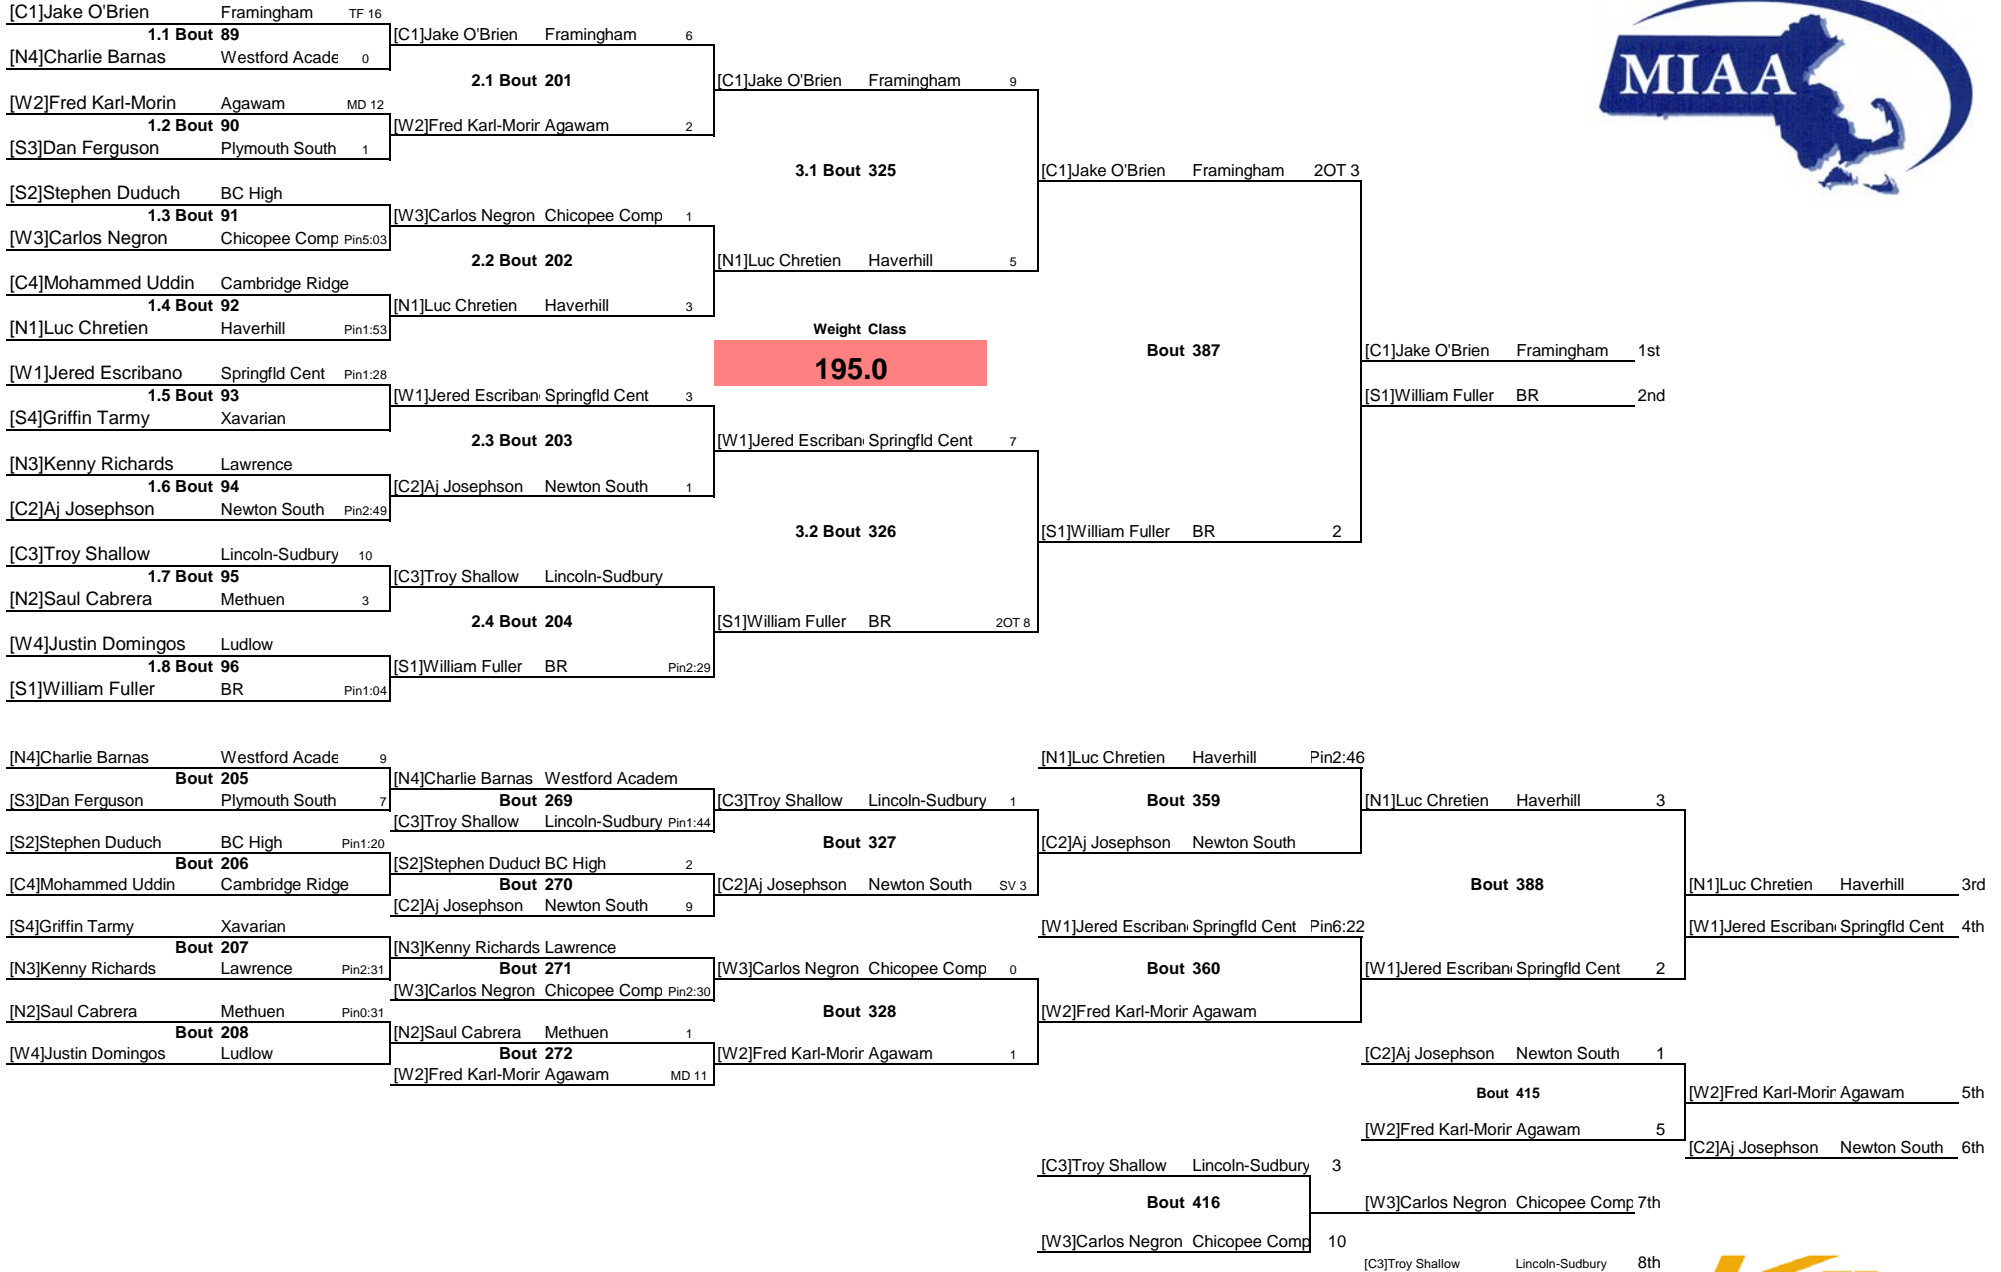 [C1]Jake O'Brien Framingham TF 16
1.1 Bout 89
[N4]Charlie Barnas Westford Acade 0
[W2]Fred Karl-Morin Agawam MD 12
1.2 Bout 90
[S3]Dan Ferguson Plymouth South 1
[S2]Stephen Duduch BC High
1.3 Bout 91
[W3]Carlos Negron Chicopee Comp Pin5:03
[C4]Mohammed Uddin Cambridge Ridge
1.4 Bout 92
[N1]Luc Chretien Haverhill Pin1:53
[W1]Jered Escribano Springfld Cent Pin1:28
1.5 Bout 93
[S4]Griffin Tarmy Xavarian
[N3]Kenny Richards Lawrence
1.6 Bout 94
[C2]Aj Josephson Newton South Pin2:49
[C3]Troy Shallow Lincoln-Sudbury 10
1.7 Bout 95
[N2]Saul Cabrera Methuen 3
[W4]Justin Domingos Ludlow
1.8 Bout 96
[S1]William Fuller BR Pin1:04
[C1]Jake O'Brien Framingham 6
2.1 Bout 201
[W2]Fred Karl-Morir Agawam 2
[W3]Carlos Negron Chicopee Comp 1
2.2 Bout 202
[N1]Luc Chretien Haverhill 3
[W1]Jered Escriban Springfld Cent 3
2.3 Bout 203
[C2]Aj Josephson Newton South 1
[C3]Troy Shallow Lincoln-Sudbury
2.4 Bout 204
[S1]William Fuller BR Pin2:29
[C1]Jake O'Brien Framingham 9
3.1 Bout 325
[N1]Luc Chretien Haverhill 5
Weight Class
195.0
[W1]Jered Escriban Springfld Cent 7
3.2 Bout 326
[S1]William Fuller BR 2OT 8
[C1]Jake O'Brien Framingham 2OT 3
Bout 387
[S1]William Fuller BR 2
[C1]Jake O'Brien Framingham 1st
[S1]William Fuller BR 2nd
MIAA
[N4]Charlie Barnas Westford Acade 9
Bout 205
[S3]Dan Ferguson Plymouth South 7
[S2]Stephen Duduch BC High Pin1:20
Bout 206
[C4]Mohammed Uddin Cambridge Ridge
[S4]Griffin Tarmy Xavarian
Bout 207
[N3]Kenny Richards Lawrence Pin2:31
[N2]Saul Cabrera Methuen Pin0:31
Bout 208
[W4]Justin Domingos Ludlow
[N4]Charlie Barnas Westford Academ
Bout 269
[C3]Troy Shallow Lincoln-Sudbury Pin1:44
[S2]Stephen Duducl BC High 2
Bout 270
[C2]Aj Josephson Newton South 9
[N3]Kenny Richards Lawrence
Bout 271
[W3]Carlos Negron Chicopee Comp Pin2:30
[N2]Saul Cabrera Methuen 1
Bout 272
[W2]Fred Karl-Morir Agawam MD 11
[C3]Troy Shallow Lincoln-Sudbury 1
Bout 327
[C2]Aj Josephson Newton South SV 3
[W3]Carlos Negron Chicopee Comp 0
Bout 328
[W2]Fred Karl-Morir Agawam 1
[N1]Luc Chretien Haverhill Pin2:46
Bout 359
[C2]Aj Josephson Newton South
[W1]Jered Escriban Springfld Cent Pin6:22
Bout 360
[W2]Fred Karl-Morir Agawam
[N1]Luc Chretien Haverhill 3
Bout 388
[W1]Jered Escriban Springfld Cent 2
[N1]Luc Chretien Haverhill 3rd
[W1]Jered Escriban Springfld Cent 4th
[C2]Aj Josephson Newton South 1
Bout 415
[W2]Fred Karl-Morir Agawam 5
[W2]Fred Karl-Morir Agawam 5th
[C2]Aj Josephson Newton South 6th
[C3]Troy Shallow Lincoln-Sudbury 3
Bout 416
[W3]Carlos Negron Chicopee Comp 10
[W3]Carlos Negron Chicopee Comp 7th
[C3]Troy Shallow Lincoln-Sudbury 8th